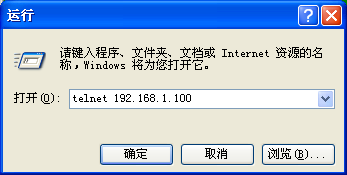 运行
请键入程序、文件夹、文档或 Internet 资源的名
称,Windows 将为您打开它。
打开(O): telnet 192.168.1.100
确定 取消 浏览(B)...